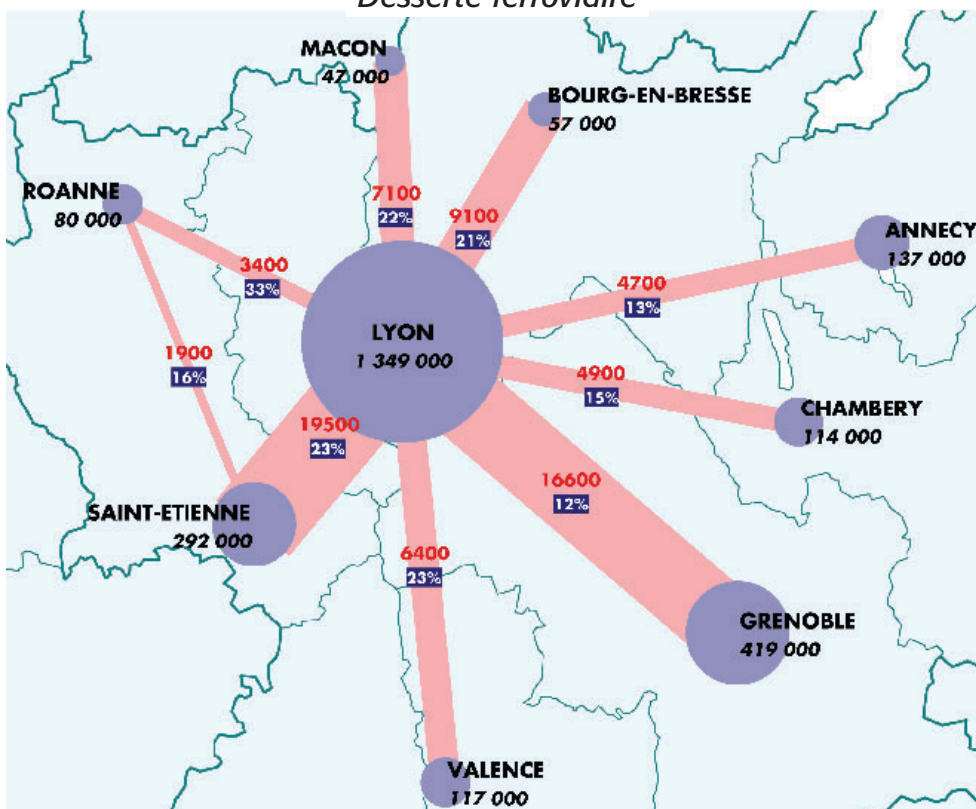 Desserte ferroviaire
MACON
47 000
BOURG-EN-BRESSE
57 000
ROANNE
80 000
7100
22%
9100
21%
ANNECY
137 000
3400
33%
4700
13%
LYON
1 349 000
1900
16%
4900
15%
CHAMBERY
114 000
19500
23%
16600
12%
SAINT-ETIENNE
292 000
6400
23%
GRENOBLE
419 000
VALENCE
117 000